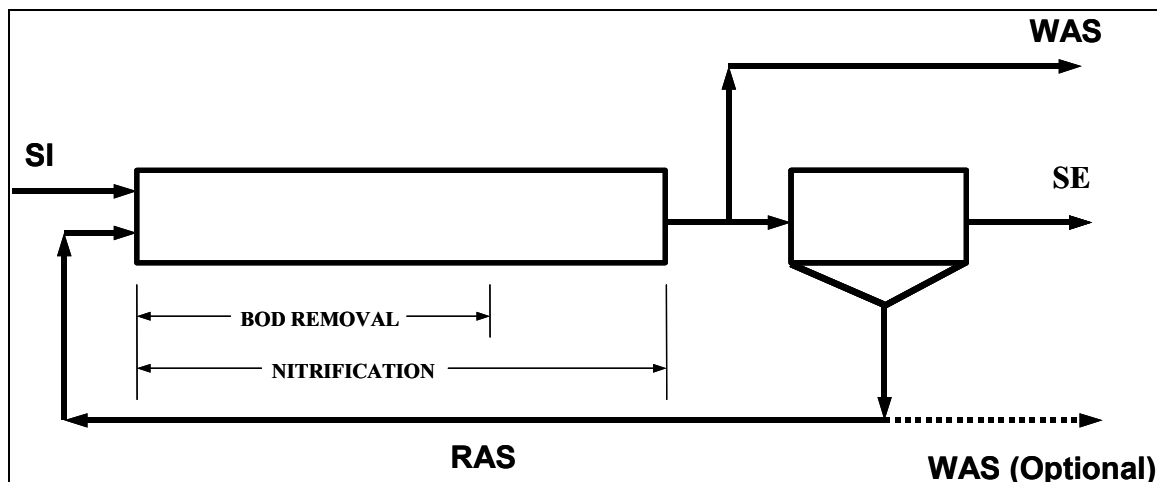 WAS
SI
SE
BOD REMOVAL
NITRIFICATION
RAS
WAS (Optional)